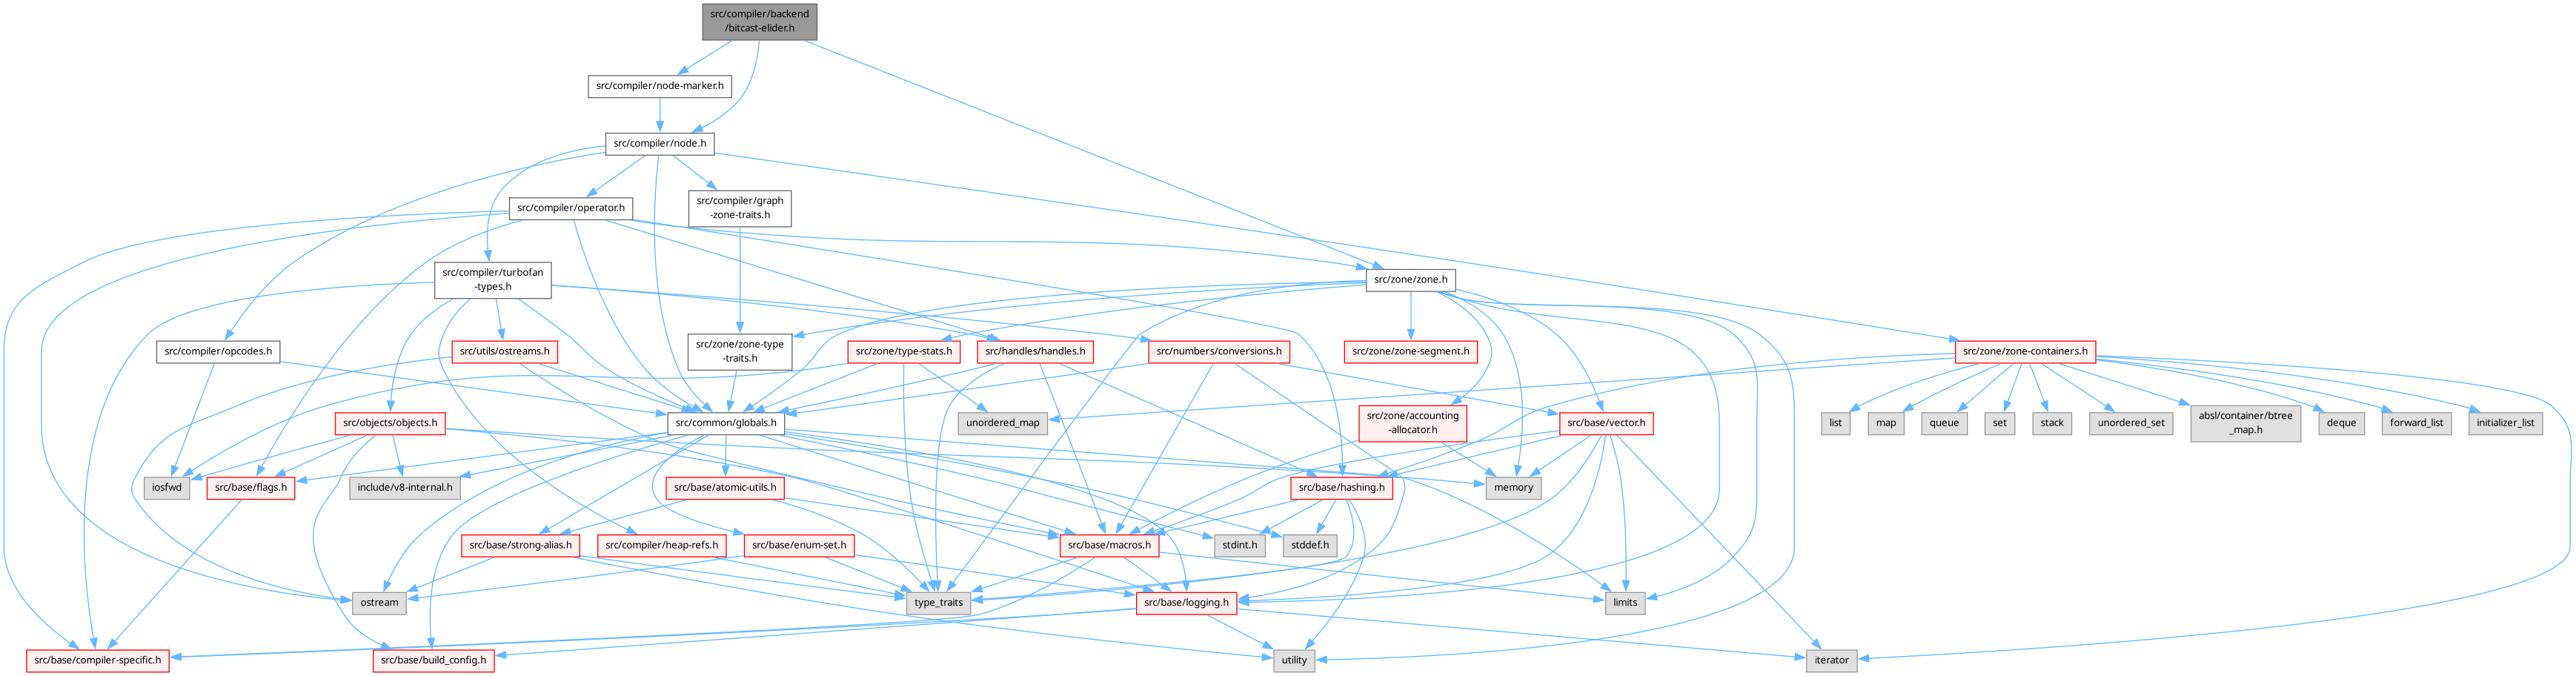 src/compiler/backend
/bitcast-elider.h
src/compiler/node-marker.h
src/compiler/node.h
src/compiler/graph
-zone-traits.h
src/compiler/operator.h
src/compiler/turbofan
-types.h
src/zone/zone.h
src/compiler/opcodes.h
src/utils/ostreams.h
src/zone/zone-type
-traits.h
src/zone/type-stats.h
src/handles/handles.h
src/numbers/conversions.h
src/zone/zone-segment.h
src/zone/zone-containers.h
src/objects/objects.h
src/common/globals.h
unordered_map
src/zone/accounting
-allocator.h
src/base/vector.h
list
map
queue
set
stack
unordered_set
absl/container/btree
_map.h
deque
forward_list
initializer_list
iosfwd
src/base/flags.h
include/v8-internal.h
src/base/atomic-utils.h
src/base/hashing.h
memory
src/base/strong-alias.h
src/compiler/heap-refs.h
src/base/enum-set.h
src/base/macros.h
stdint.h
stddef.h
ostream
type_traits
src/base/logging.h
limits
src/base/compiler-specific.h
src/base/build_config.h
utility
iterator